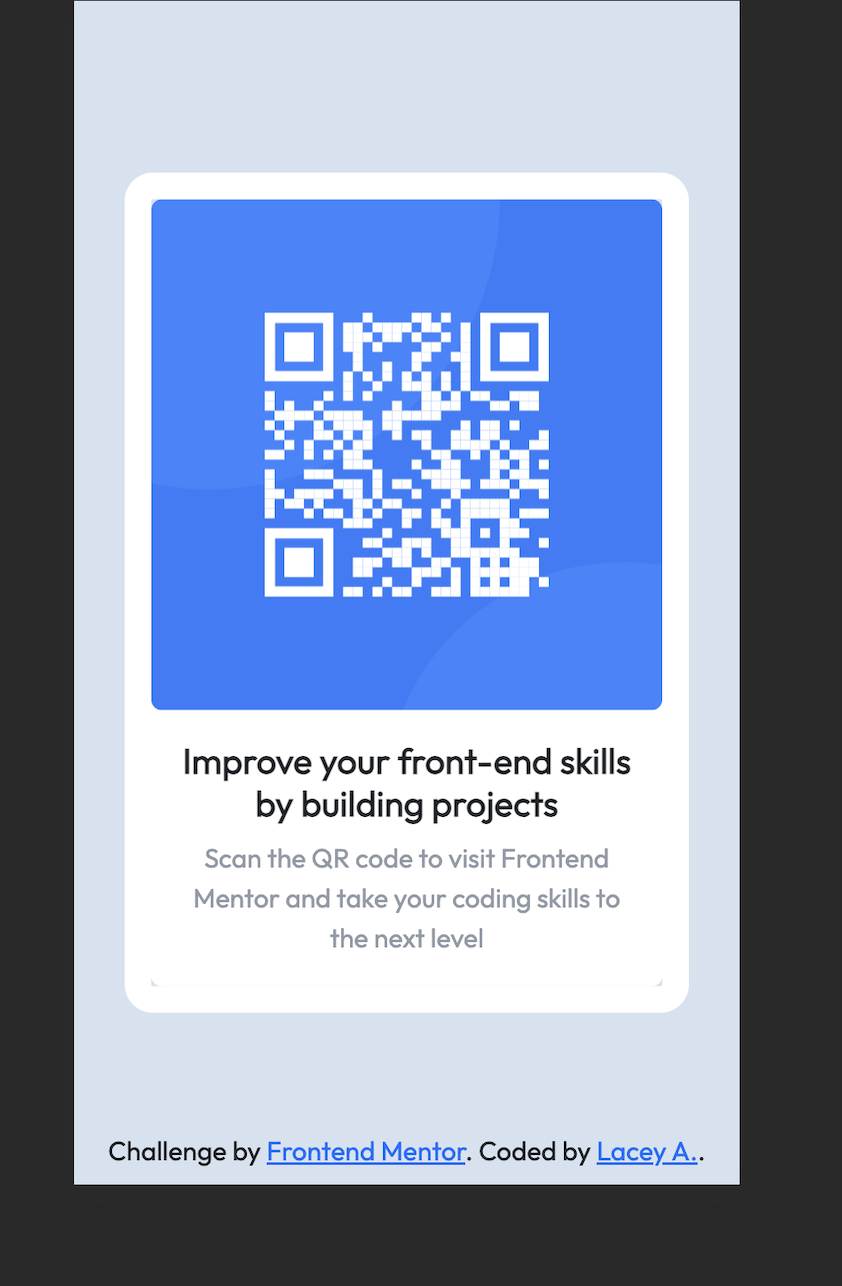 Improve your front-end skills
by building projects
Scan the QR code to visit Frontend
Mentor and take your coding skills to
the next level
Challenge by Frontend Mentor. Coded by Lacey A..